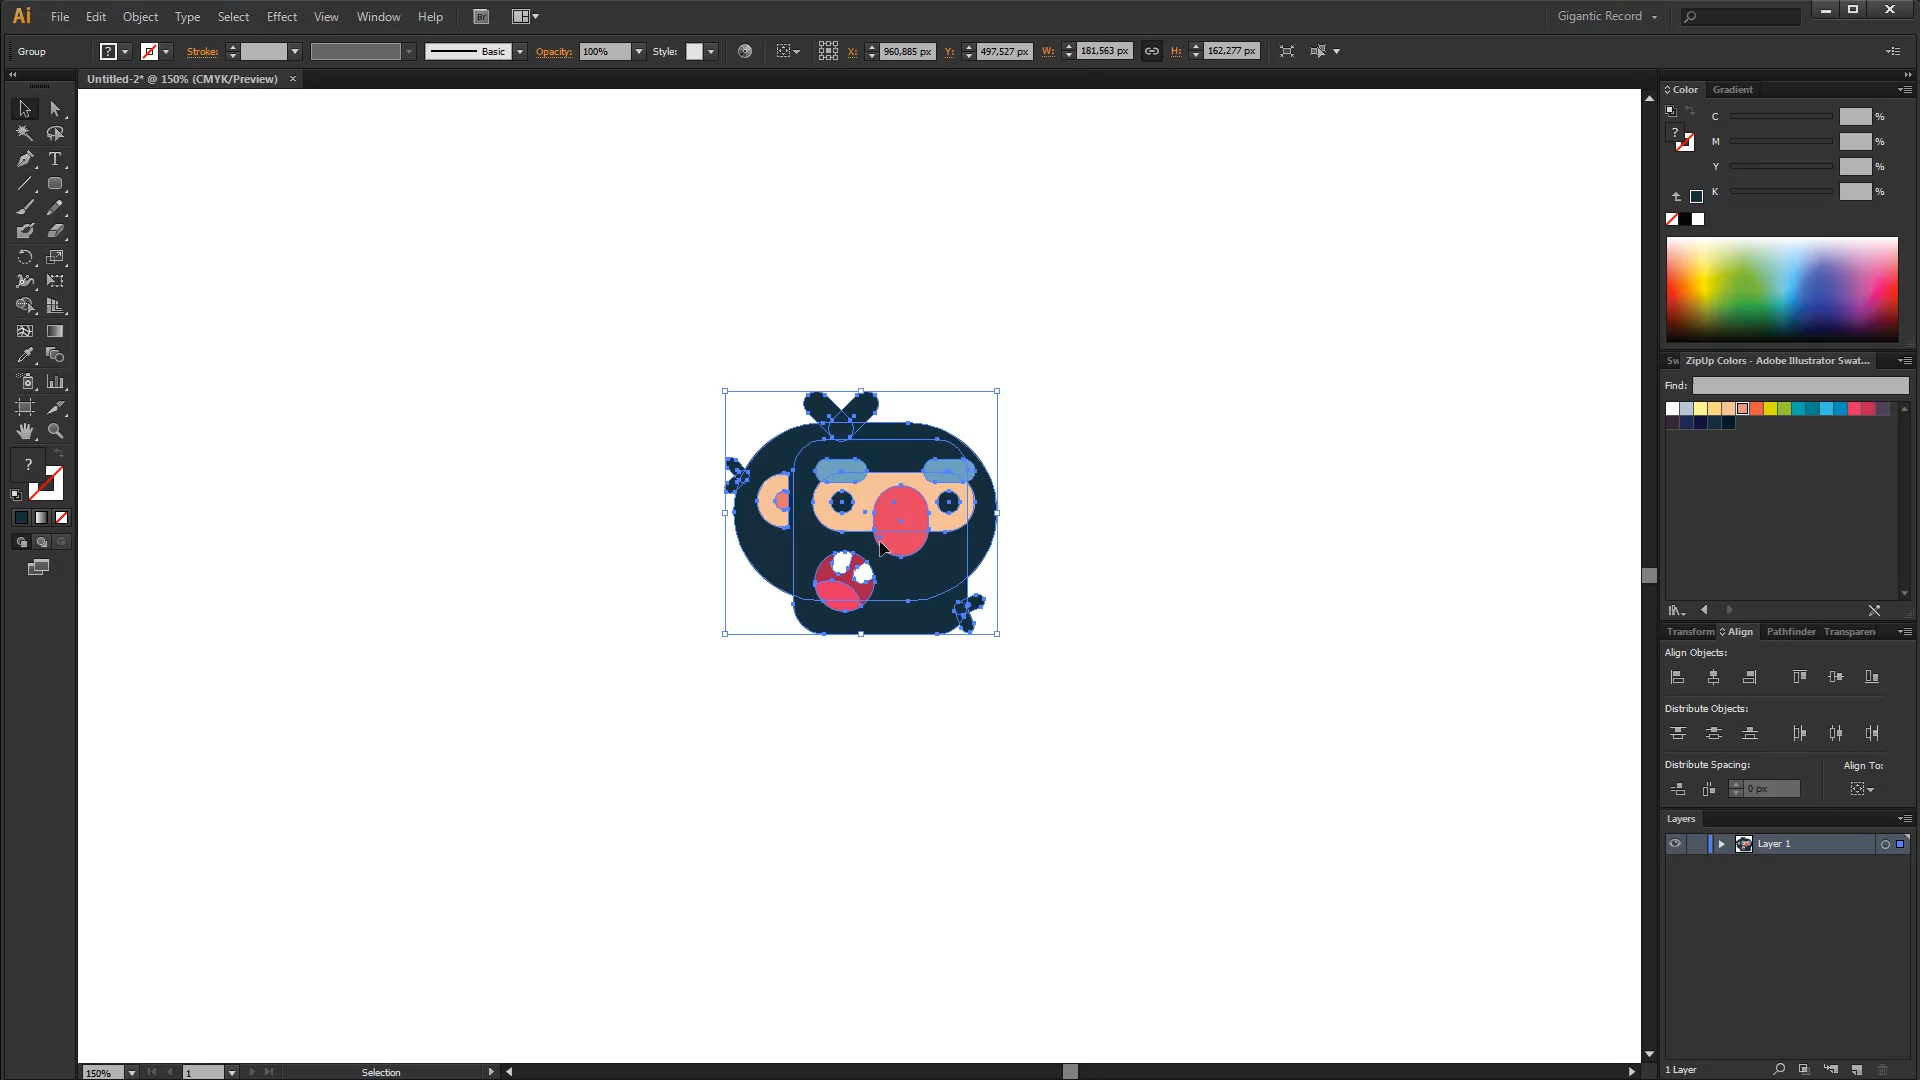 Ai File Edit Object Type Select Effect View Window Help Br Gigantic Record
Group ? Stroke: Basic Opacity: 100% Style: X: 960,885 px Y: 497,527 px W: 181,563 px H: 162,277 px
Untitled-2* @ 150% (CMYK/Preview) ×
Color Gradient
C %
? M %
Y %
K %
Sw ZipUp Colors - Adobe Illustrator Swat...
Find:
T
?
Transform Align Pathfinder Transparen
Align Objects:
Distribute Objects:
Distribute Spacing: Align To:
0 px
Layers
Layer 1
1 Layer
150% 1 Selection